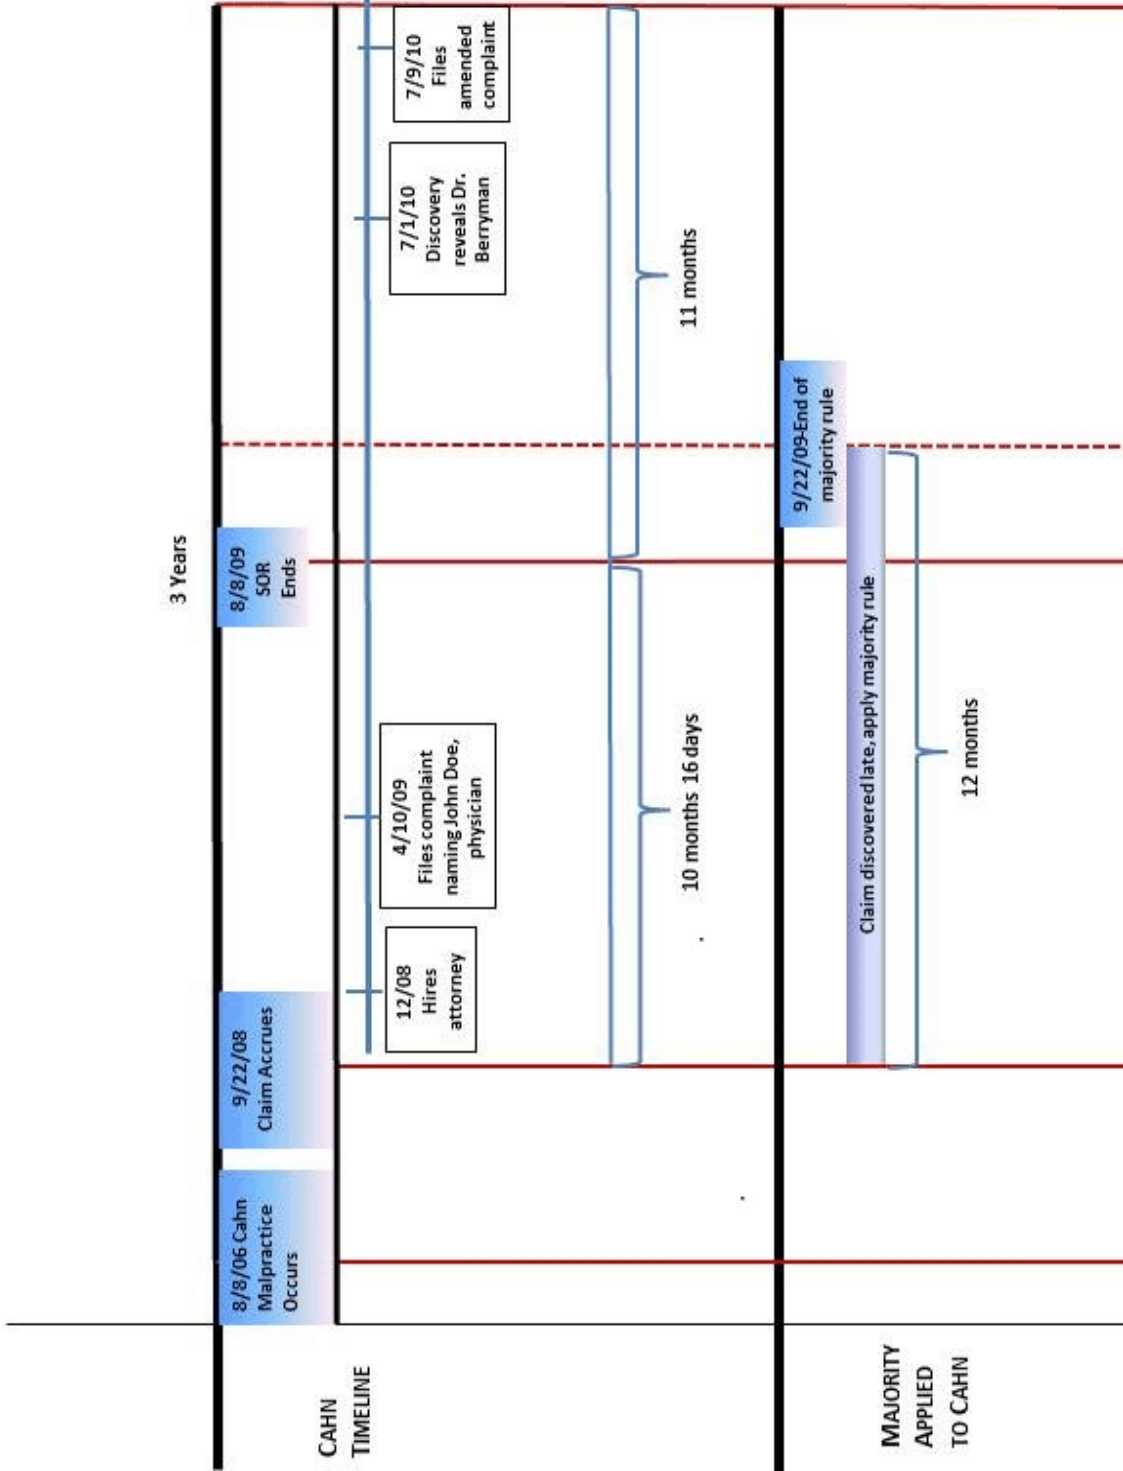 3 Years
8/8/06 Cahn
Malpractice
Occurs
9/22/08
Claim Accrues
8/8/09
SOR
Ends
CAHN
TIMELINE
12/08
Hires
attorney
4/10/09
Files complaint
naming John Doe,
physician
7/1/10
Discovery
reveals Dr.
Berryman
7/9/10
Files
amended
complaint
10 months 16 days
11 months
MAJORITY
APPLIED
TO CAHN
9/22/09-End of
majority rule
Claim discovered late, apply majority rule
12 months